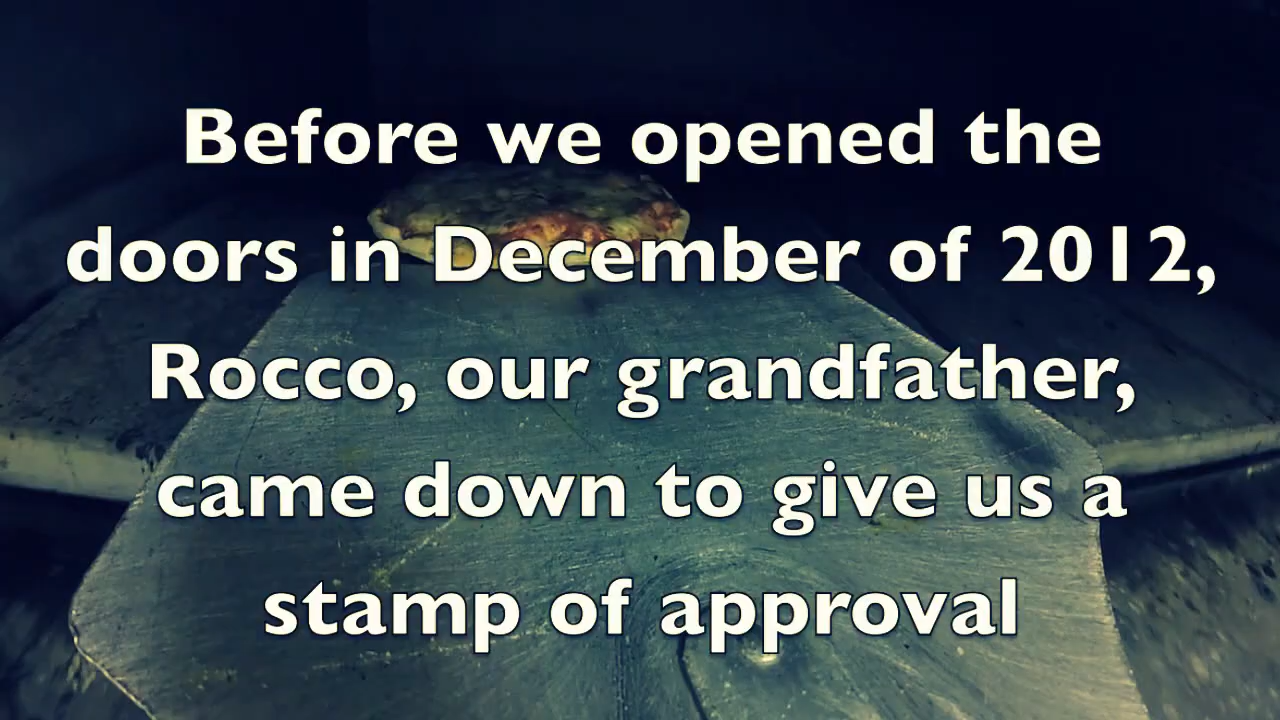 Before we opened the
doors in December of 2012,
Rocco, our grandfather,
came down to give us a
stamp of approval